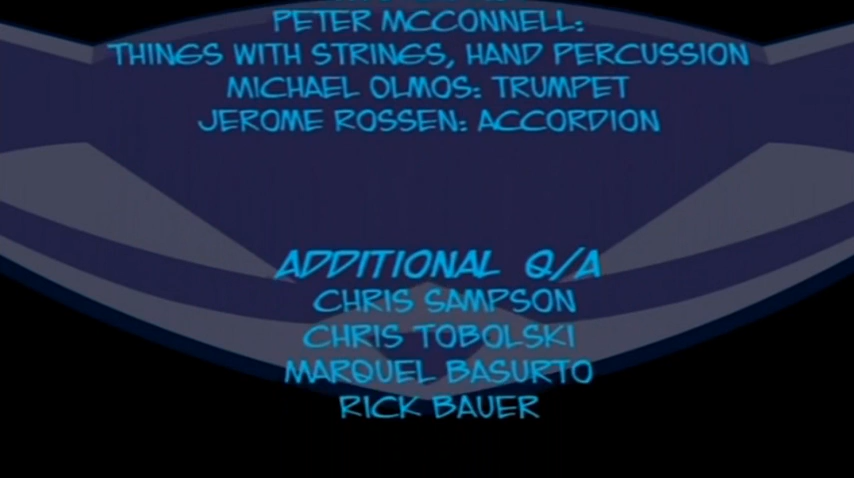 PETER MCCONNELL:
THINGS WITH STRINGS, HAND PERCUSSION
MICHAEL OLMOS: TRUMPET
JEROME ROSSEN: ACCORDION
ADDITIONAL Q/A
CHRIS SAMPSON
CHRIS TOBOLSKI
MARQUEL BASURTO
RICK BAUER